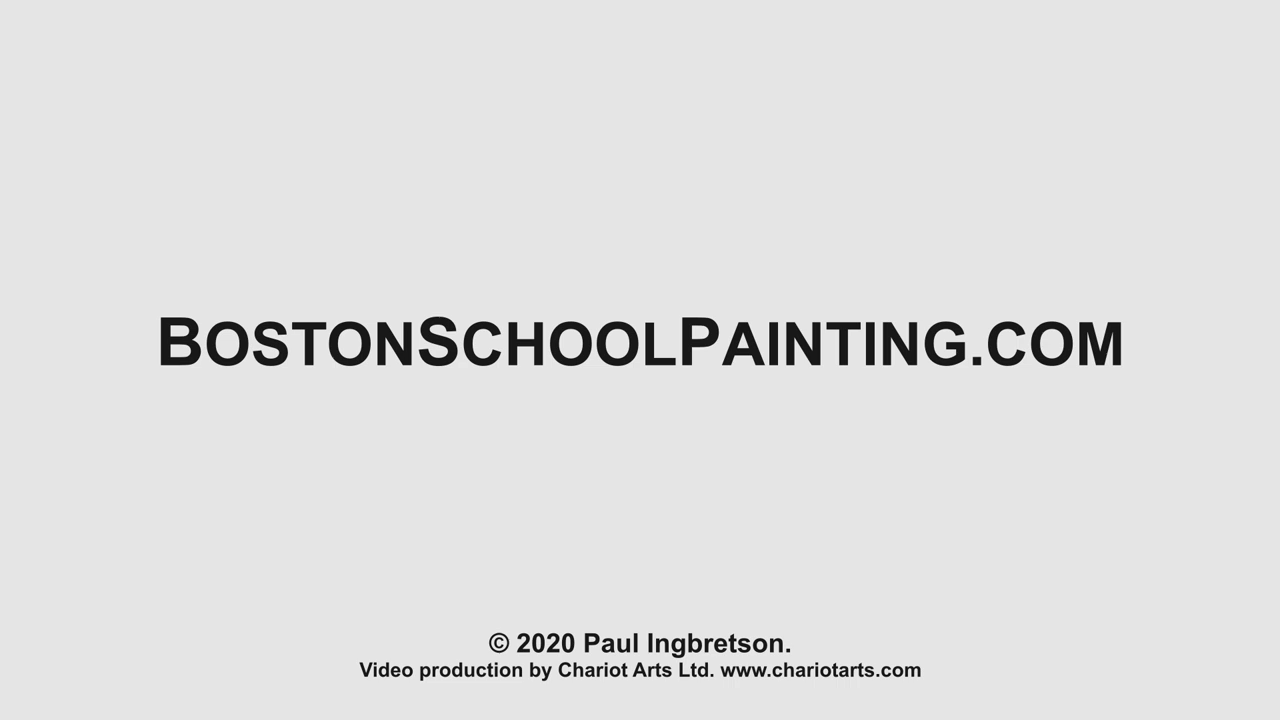 BOSTONSCHOOLPAINTING.COM
© 2020 Paul Ingbretson.
Video production by Chariot Arts Ltd. www.chariotarts.com